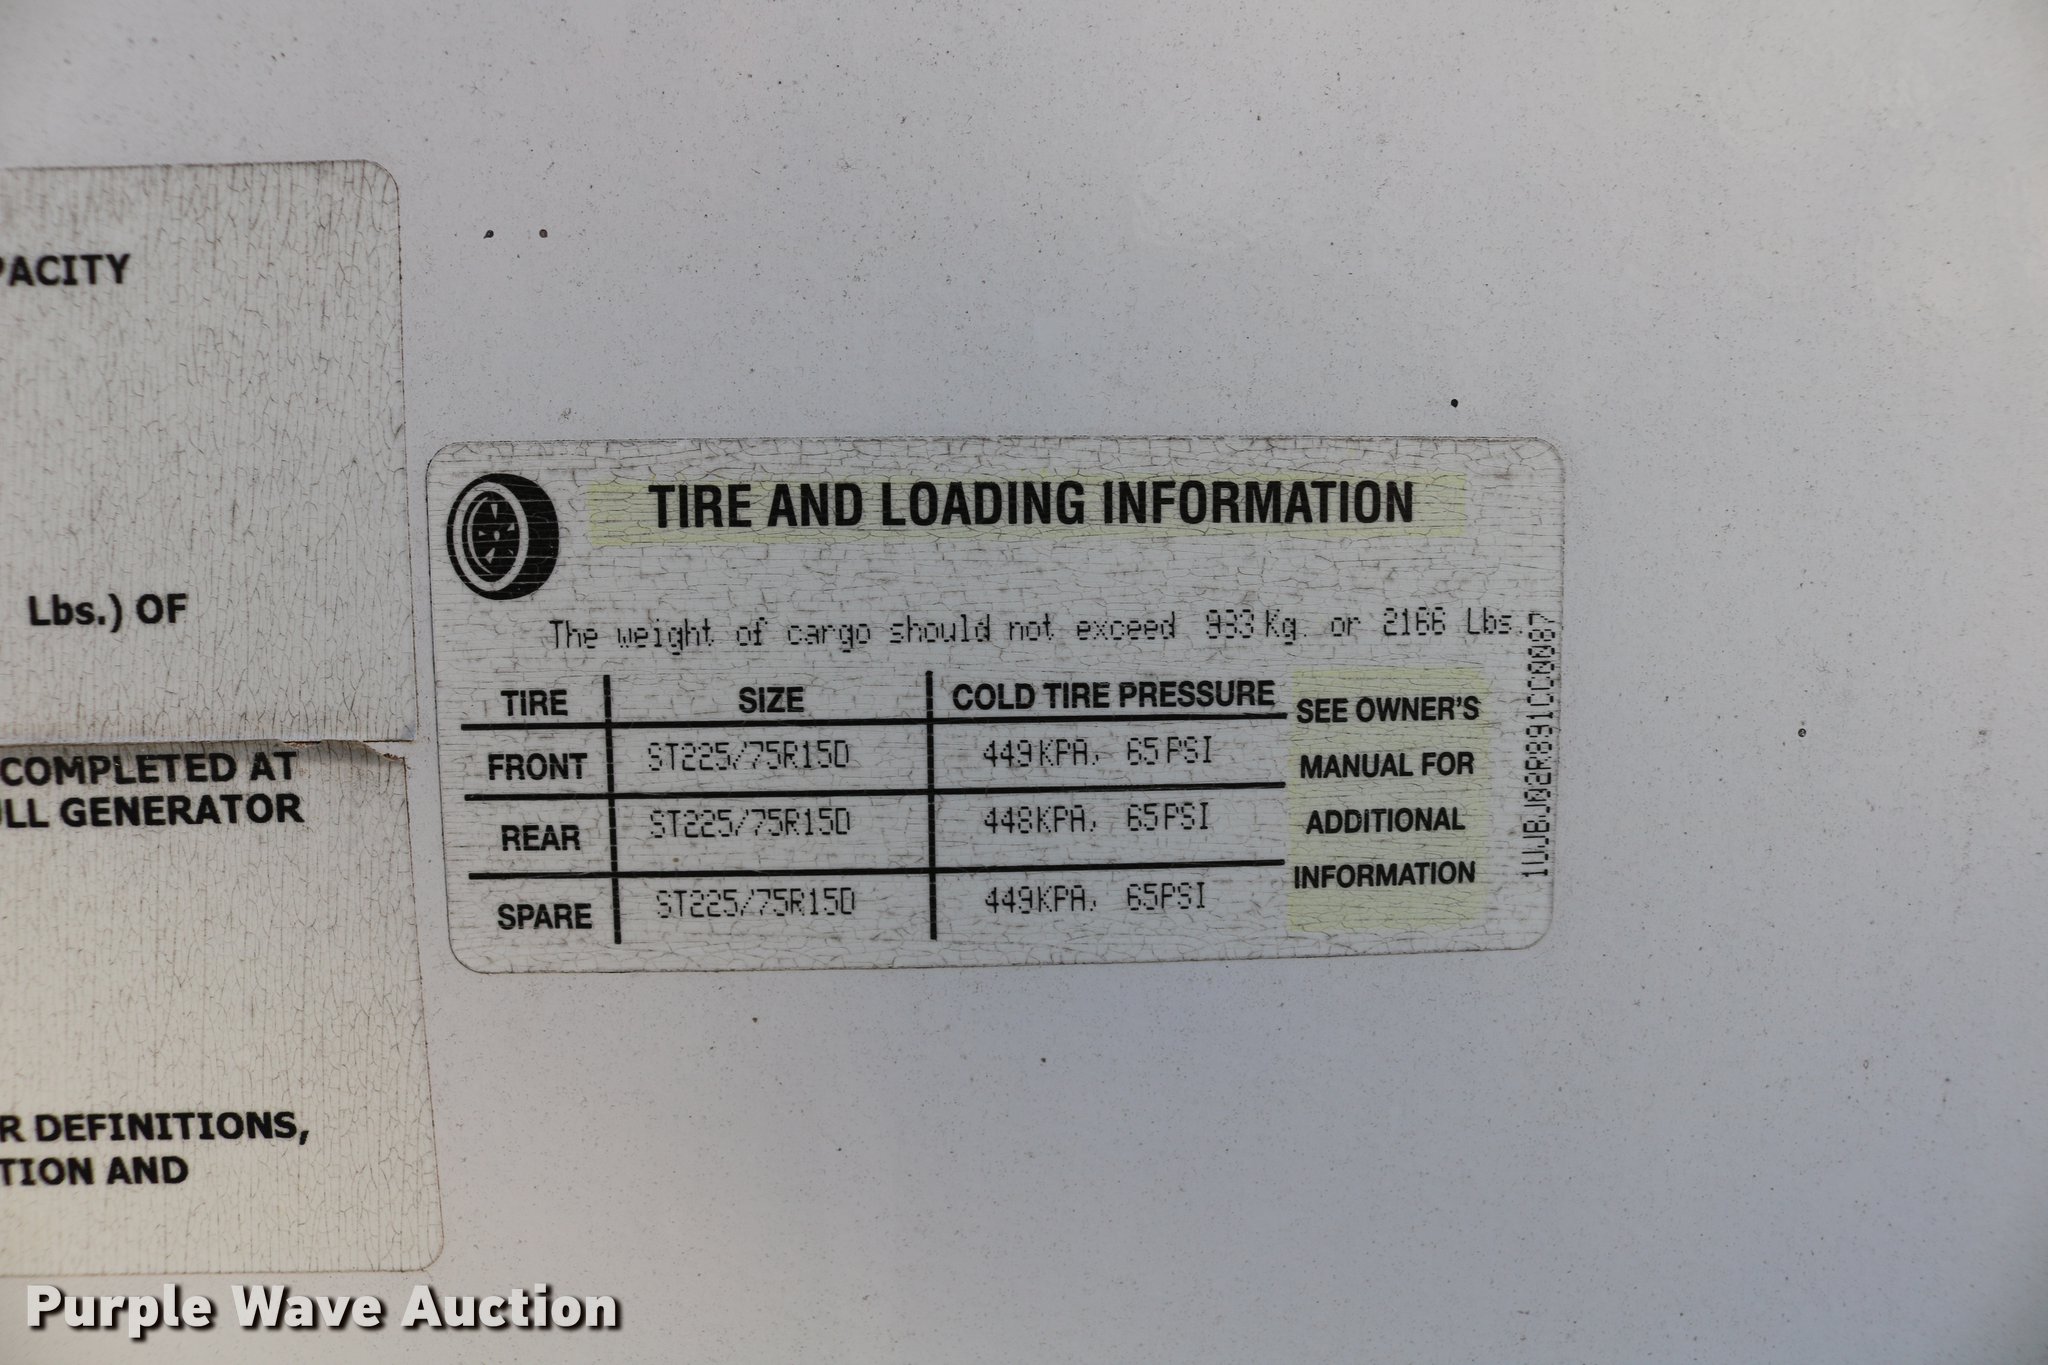 PACITY
Lbs.) OF
COMPLETED AT
ULL GENERATOR
R DEFINITIONS,
TION AND
TIRE AND LOADING INFORMATION
The weight of cargo should not exceed 983 Kg. or 2166 Lbs.
TIRE SIZE COLD TIRE PRESSURE
FRONT ST225/75R15D 449KPA, 65PSI
REAR ST225/75R15D 448KPA, 65PSI
SPARE ST225/75R15D 449KPA, 65PSI
SEE OWNER'S
MANUAL FOR
ADDITIONAL
INFORMATION
1UJBJ02R891CC0087
Purple Wave Auction